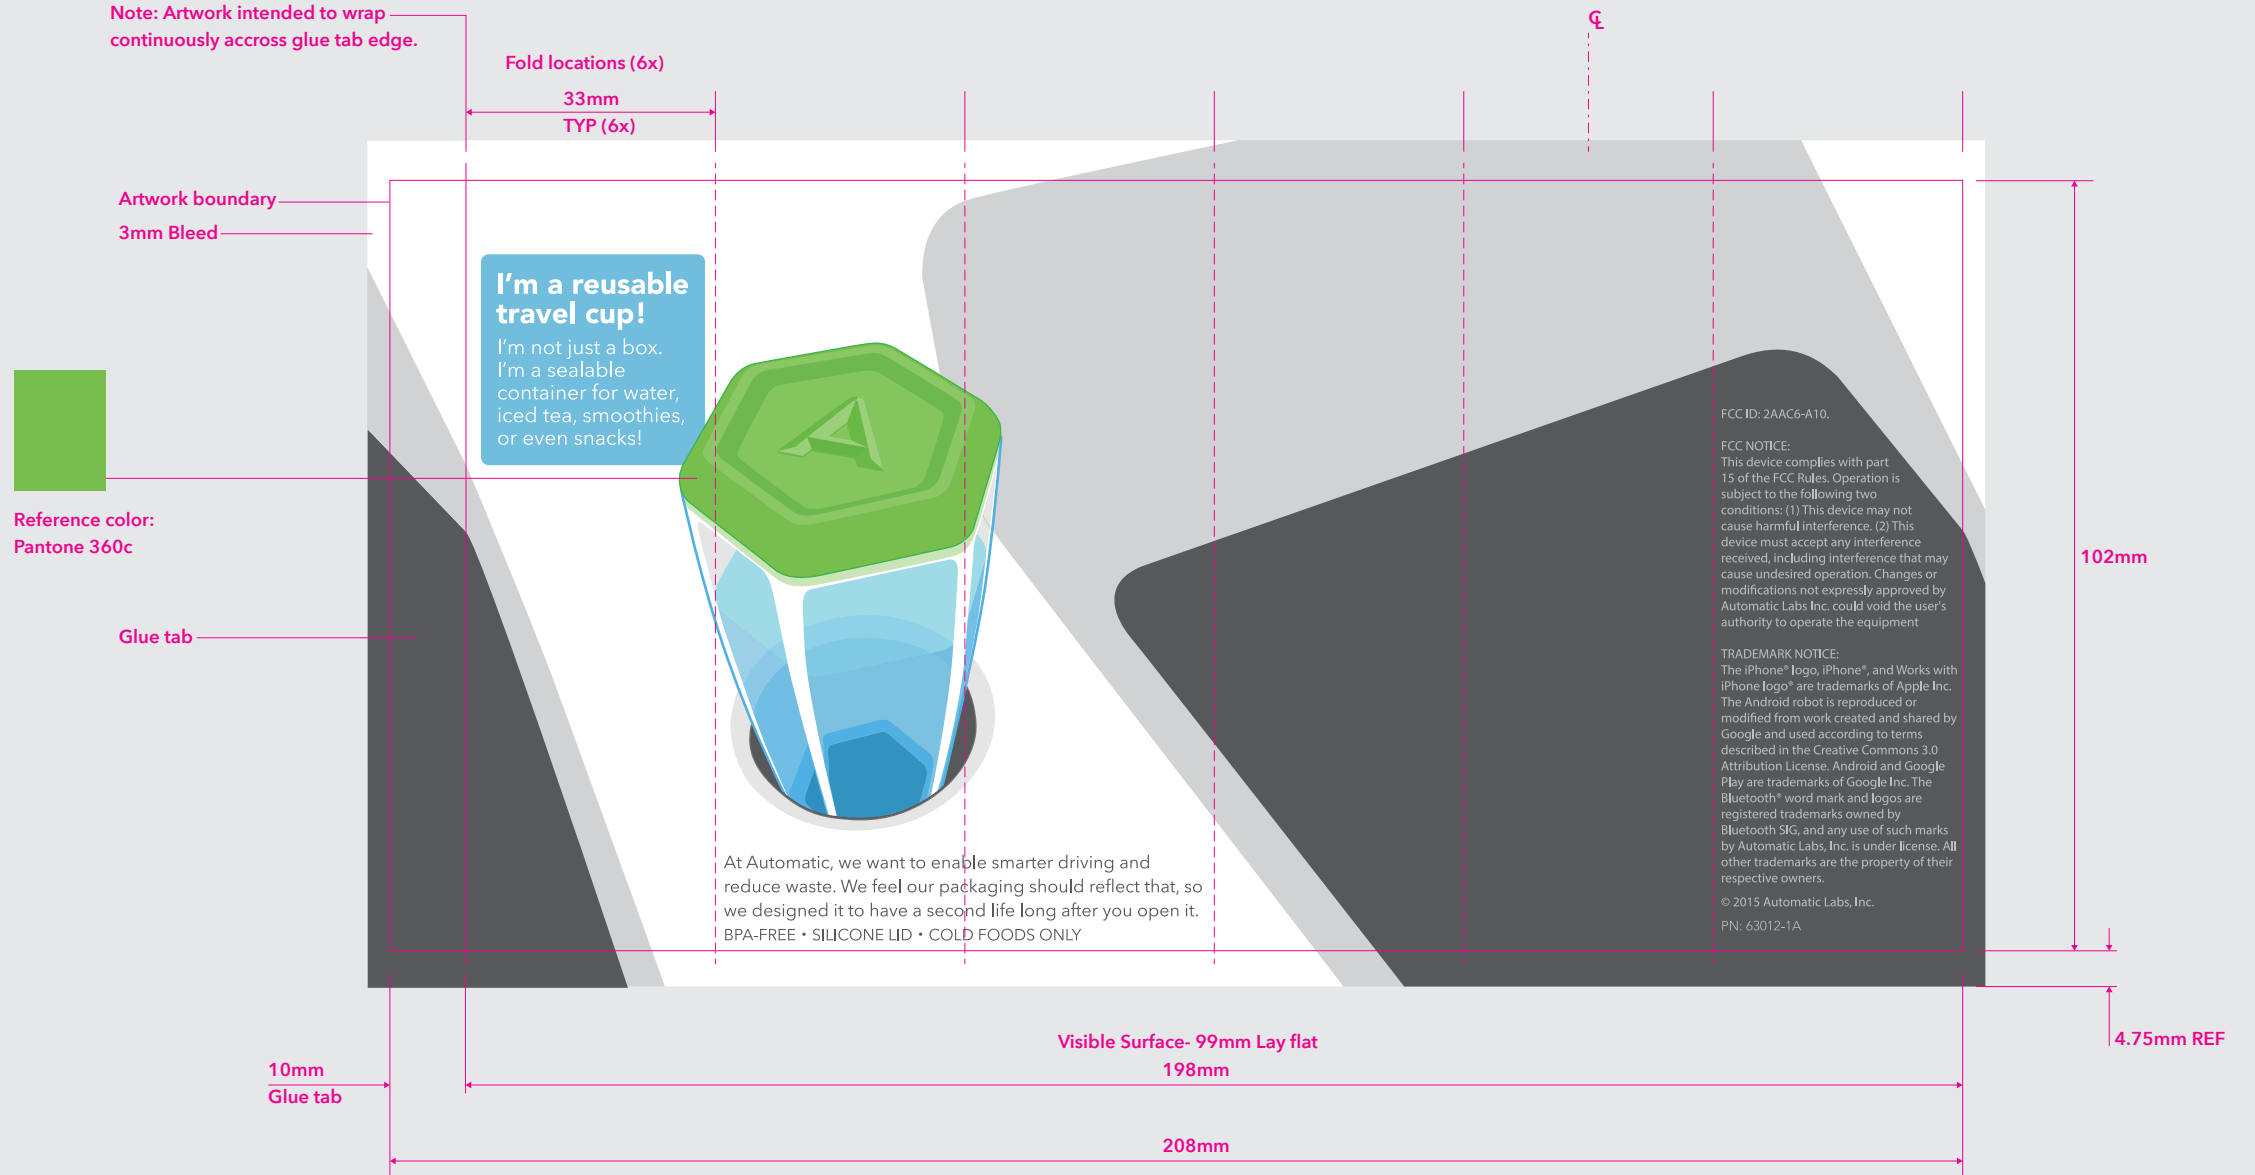 Note: Artwork intended to wrap
continuously accross glue tab edge.
Fold locations (6x)
33mm
TYP (6x)
℄
Artwork boundary
3mm Bleed
I'm a reusable
travel cup!
I'm not just a box.
I'm a sealable
container for water,
iced tea, smoothies,
or even snacks!
Reference color:
Pantone 360c
Glue tab
FCC ID: 2AAC6-A10.
FCC NOTICE:
This device complies with part
15 of the FCC Rules. Operation is
subject to the following two
conditions: (1) This device may not
cause harmful interference. (2) This
device must accept any interference
received, including interference that may
cause undesired operation. Changes or
modifications not expressly approved by
Automatic Labs Inc. could void the user's
authority to operate the equipment
TRADEMARK NOTICE:
The iPhone® logo, iPhone®, and Works with
iPhone logo® are trademarks of Apple Inc.
The Android robot is reproduced or
modified from work created and shared by
Google and used according to terms
described in the Creative Commons 3.0
Attribution License. Android and Google
Play are trademarks of Google Inc. The
Bluetooth® word mark and logos are
registered trademarks owned by
Bluetooth SIG, and any use of such marks
by Automatic Labs, Inc. is under license. All
other trademarks are the property of their
respective owners.
© 2015 Automatic Labs, Inc.
PN: 63012-1A
102mm
At Automatic, we want to enable smarter driving and
reduce waste. We feel our packaging should reflect that, so
we designed it to have a second life long after you open it.
BPA-FREE • SILICONE LID • COLD FOODS ONLY
4.75mm REF
Visible Surface- 99mm Lay flat
198mm
10mm
Glue tab
208mm